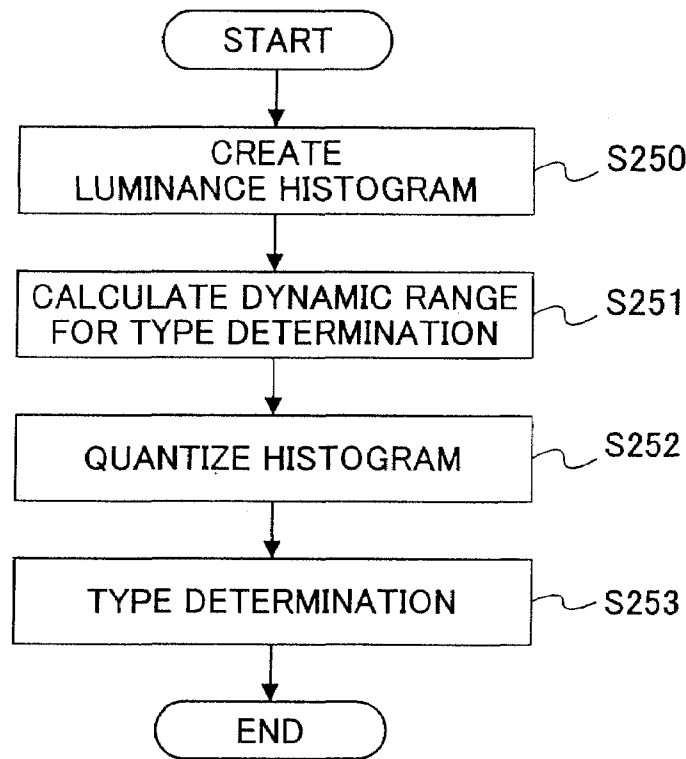 START
CREATE
LUMINANCE HISTOGRAM
S250
CALCULATE DYNAMIC RANGE
FOR TYPE DETERMINATION
S251
QUANTIZE HISTOGRAM
S252
TYPE DETERMINATION
S253
END